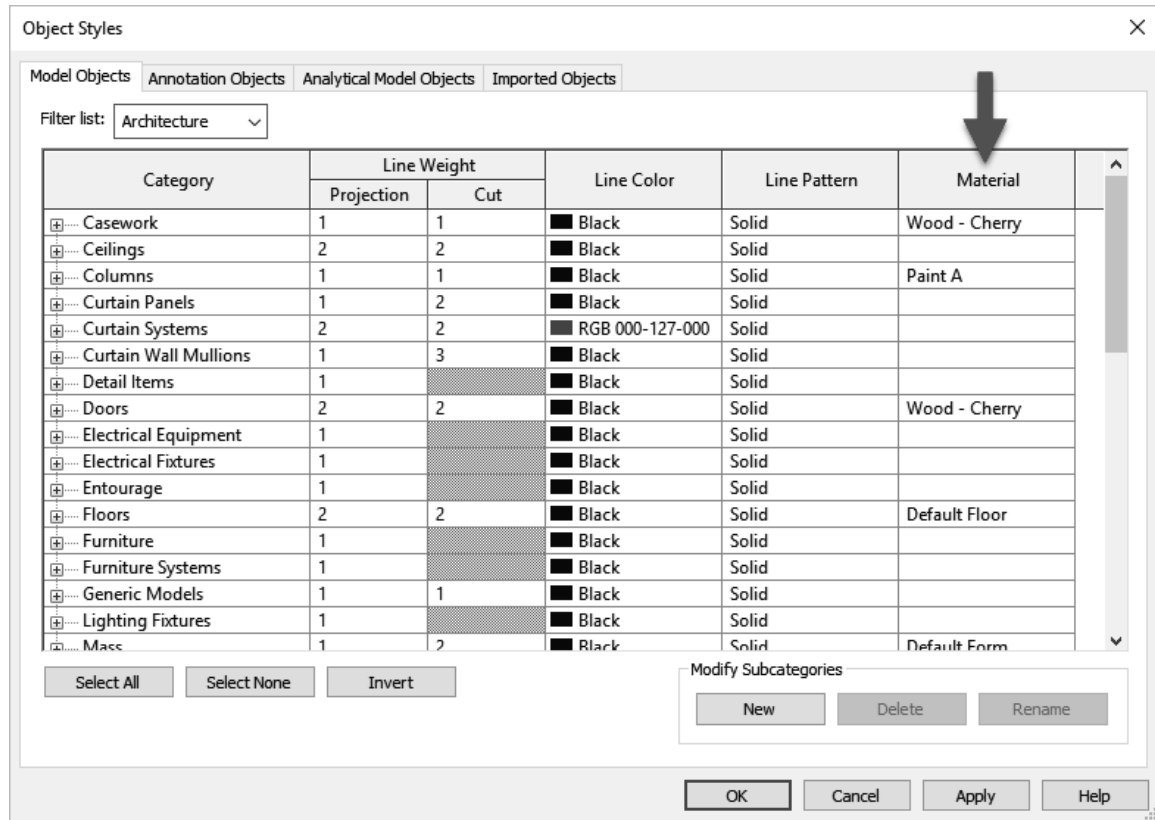 Object Styles
Model Objects Annotation Objects Analytical Model Objects Imported Objects
Filter list: Architecture
Category Line Weight Line Color Line Pattern Material
Projection Cut
Casework 1 1 Black Solid Wood - Cherry
Ceilings 2 2 Black Solid
Columns 1 1 Black Solid Paint A
Curtain Panels 1 2 Black Solid
Curtain Systems 2 2 RGB 000-127-000 Solid
Curtain Wall Mullions 1 3 Black Solid
Detail Items 1 Black Solid
Doors 2 2 Black Solid Wood - Cherry
Electrical Equipment 1 Black Solid
Electrical Fixtures 1 Black Solid
Entourage 1 Black Solid
Floors 2 2 Black Solid Default Floor
Furniture 1 Black Solid
Furniture Systems 1 Black Solid
Generic Models 1 1 Black Solid
Lighting Fixtures 1 Black Solid
Mass 1 2 Black Solid Default Form
Select All Select None Invert
Modify Subcategories
New Delete Rename
OK Cancel Apply Help